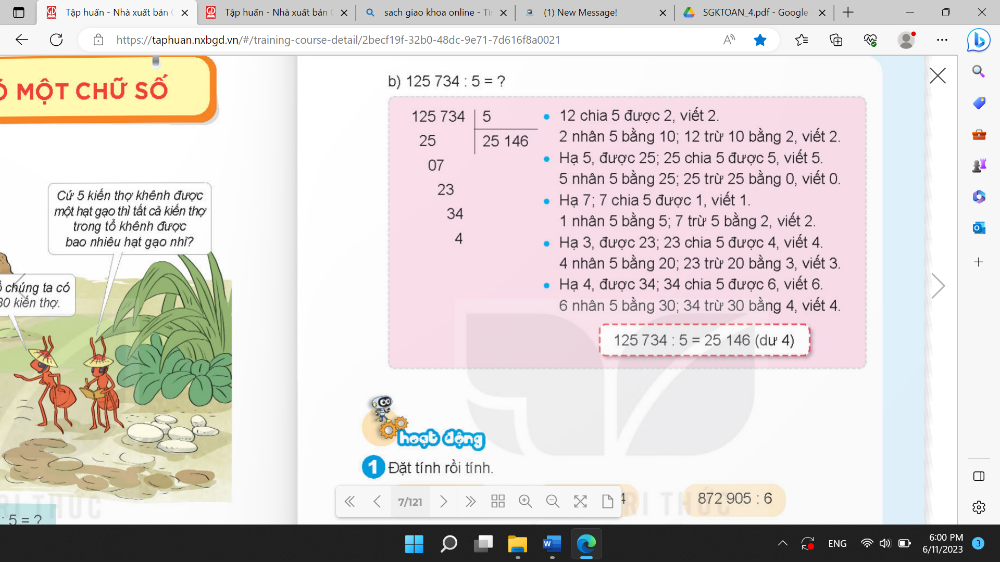 Tập huấn - Nhà xuất bản
Tập huấn - Nhà xuất bản
sach giao khoa online - Tìn
(1) New Message!
SGKTOAN_4.pdf - Google
https://taphuan.nxbgd.vn/#/training-course-detail/2becf19f-32b0-48dc-9e71-7d616f8a0021
MỘT CHỮ SỐ
Cứ 5 kiến thợ khênh được
một hạt gạo thì tất cả kiến thợ
trong tổ khênh được
bao nhiêu hạt gạo nhỉ?
chúng ta có
30 kiến thợ.
: 5 = ?
b) 125 734 : 5 = ?
125 734 5
25 25 146
07
23
34
4
• 12 chia 5 được 2, viết 2.
2 nhân 5 bằng 10; 12 trừ 10 bằng 2, viết 2.
• Hạ 5, được 25; 25 chia 5 được 5, viết 5.
5 nhân 5 bằng 25; 25 trừ 25 bằng 0, viết 0.
• Hạ 7; 7 chia 5 được 1, viết 1.
1 nhân 5 bằng 5; 7 trừ 5 bằng 2, viết 2.
• Hạ 3, được 23; 23 chia 5 được 4, viết 4.
4 nhân 5 bằng 20; 23 trừ 20 bằng 3, viết 3.
• Hạ 4, được 34; 34 chia 5 được 6, viết 6.
6 nhân 5 bằng 30; 34 trừ 30 bằng 4, viết 4.
125 734 : 5 = 25 146 (dư 4)
hoạt động
1 Đặt tính rồi tính.
4
872 905 : 6
RI THỨC
RI THỨC
7/121
ENG
6:00 PM
6/11/2023
3